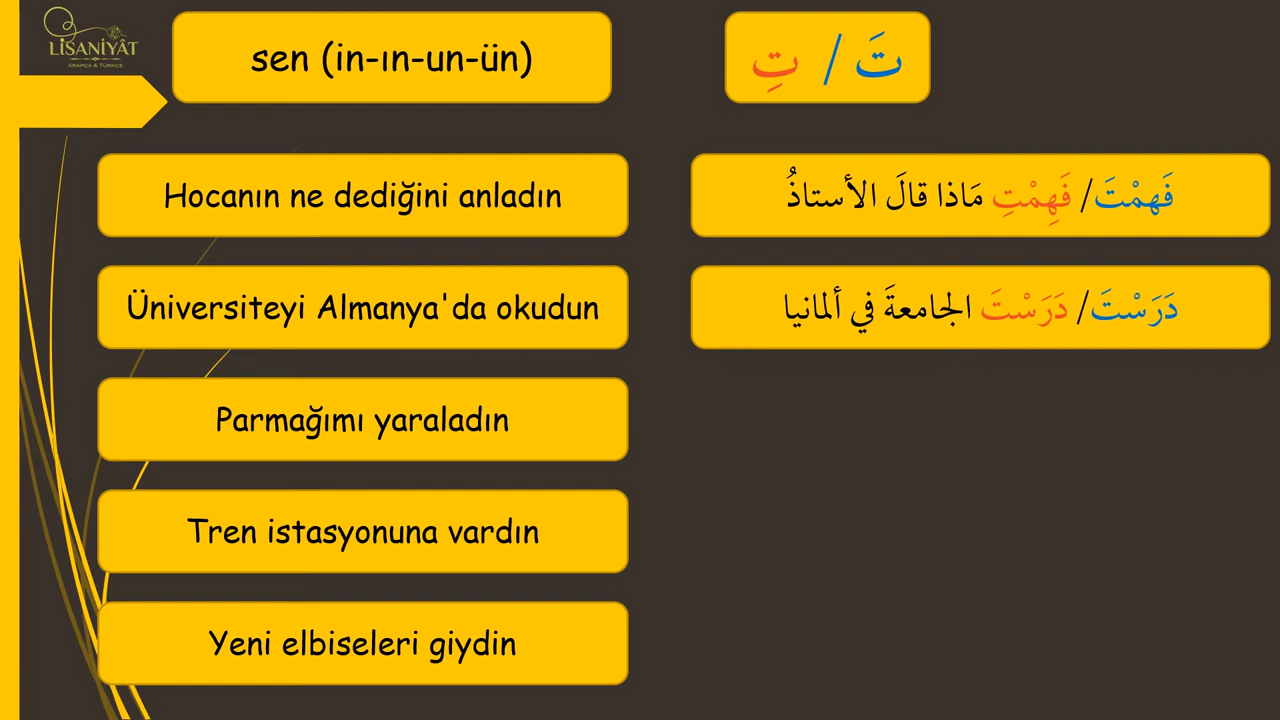 LİSANİYÂT
ARAPÇA & TÜRKÇE
sen (in-ın-un-ün)
تَ / تِ
Hocanın ne dediğini anladın
فَهِمْتَ/ فَهِمْتِ مَاذا قالَ الأستاذُ
Üniversiteyi Almanya'da okudun
دَرَسْتَ/ دَرَسْتَ الجامعةَ في ألمانيا
Parmağımı yaraladın
Tren istasyonuna vardın
Yeni elbiseleri giydin